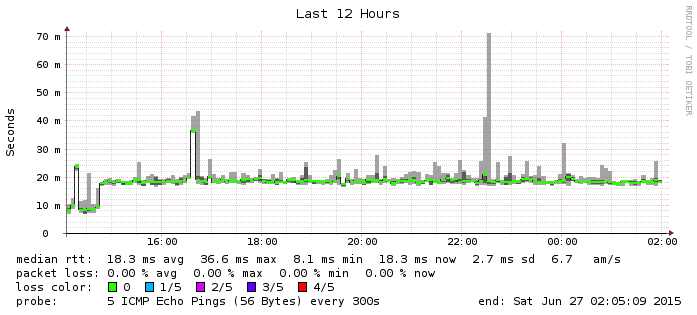 Last 12 Hours
RRDTOOL / TOBI OETIKER
Seconds
70 m
60 m
50 m
40 m
30 m
20 m
10 m
0
16:00 18:00 20:00 22:00 00:00 02:00
median rtt: 18.3 ms avg 36.6 ms max 8.1 ms min 18.3 ms now 2.7 ms sd 6.7 am/s
packet loss: 0.00 % avg 0.00 % max 0.00 % min 0.00 % now
loss color: 0 1/5 2/5 3/5 4/5
probe: 5 ICMP Echo Pings (56 Bytes) every 300s end: Sat Jun 27 02:05:09 2015